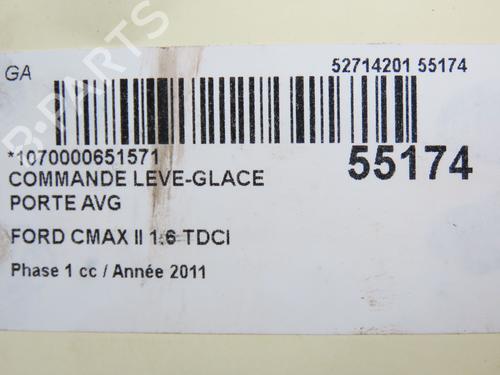 GA
52714201 55174
*1070000651571
55174
COMMANDE LEVE-GLACE
PORTE AVG
FORD CMAX II 1.6 TDCI
Phase 1 cc / Année 2011
B-PARTS